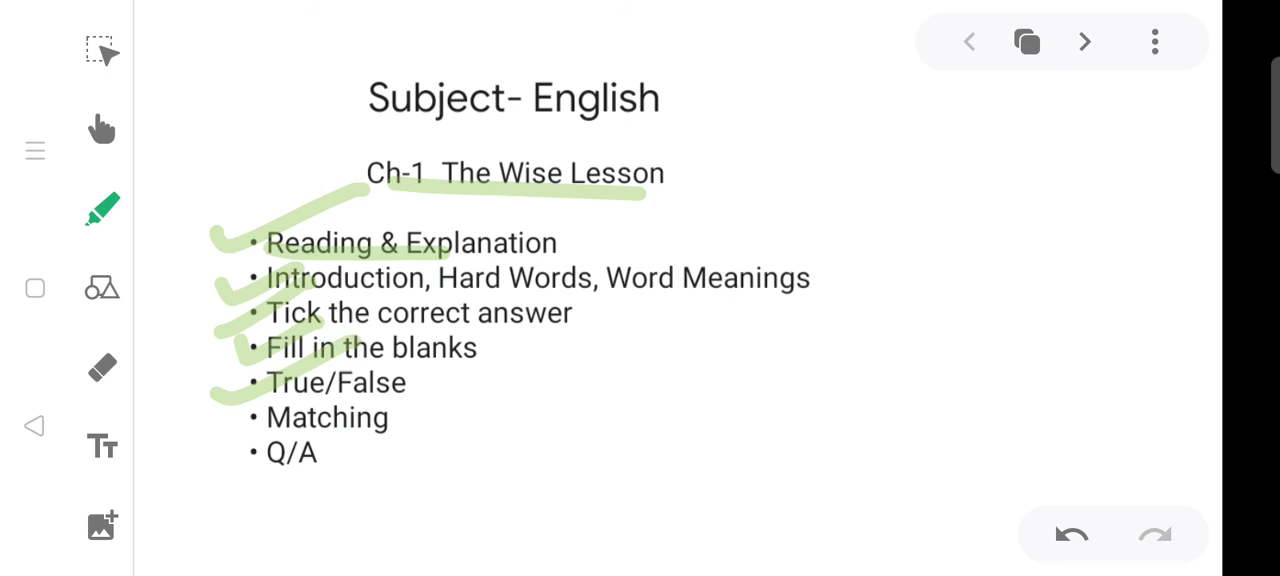 Subject- English
Ch-1 The Wise Lesson
• Reading & Explanation
• Introduction, Hard Words, Word Meanings
• Tick the correct answer
• Fill in the blanks
• True/False
• Matching
• Q/A